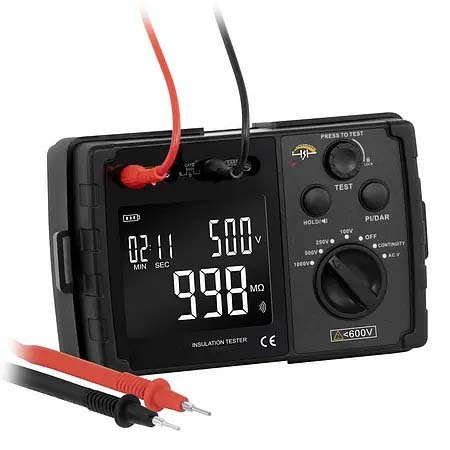 PRESS TO TEST
LOCK
TEST
HOLD/
PI/DAR
02:11 500 V
MIN SEC
998 MΩ
INSULATION TESTER CE
OFF
100V
250V
500V
1000V
CONTINUITY
AC V
<600V